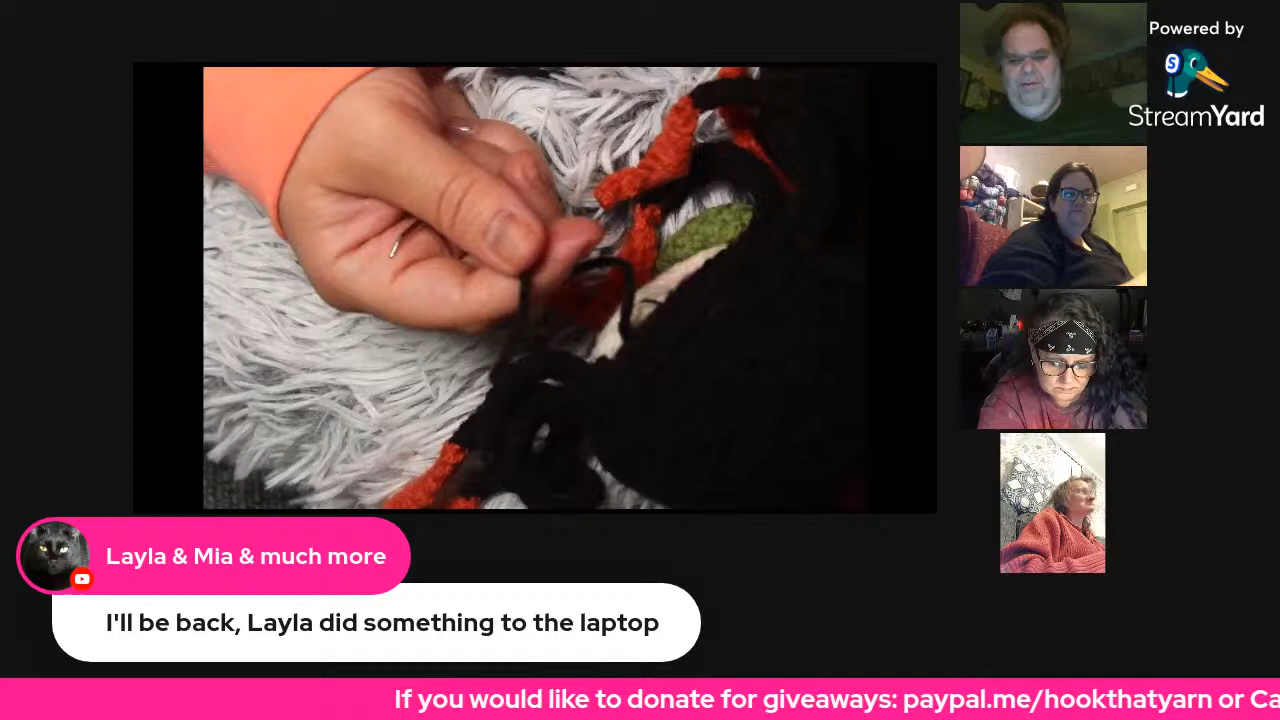 Powered by
StreamYard
Layla & Mia & much more
I'll be back, Layla did something to the laptop
If you would like to donate for giveaways: paypal.me/hookthatyarn or Ca